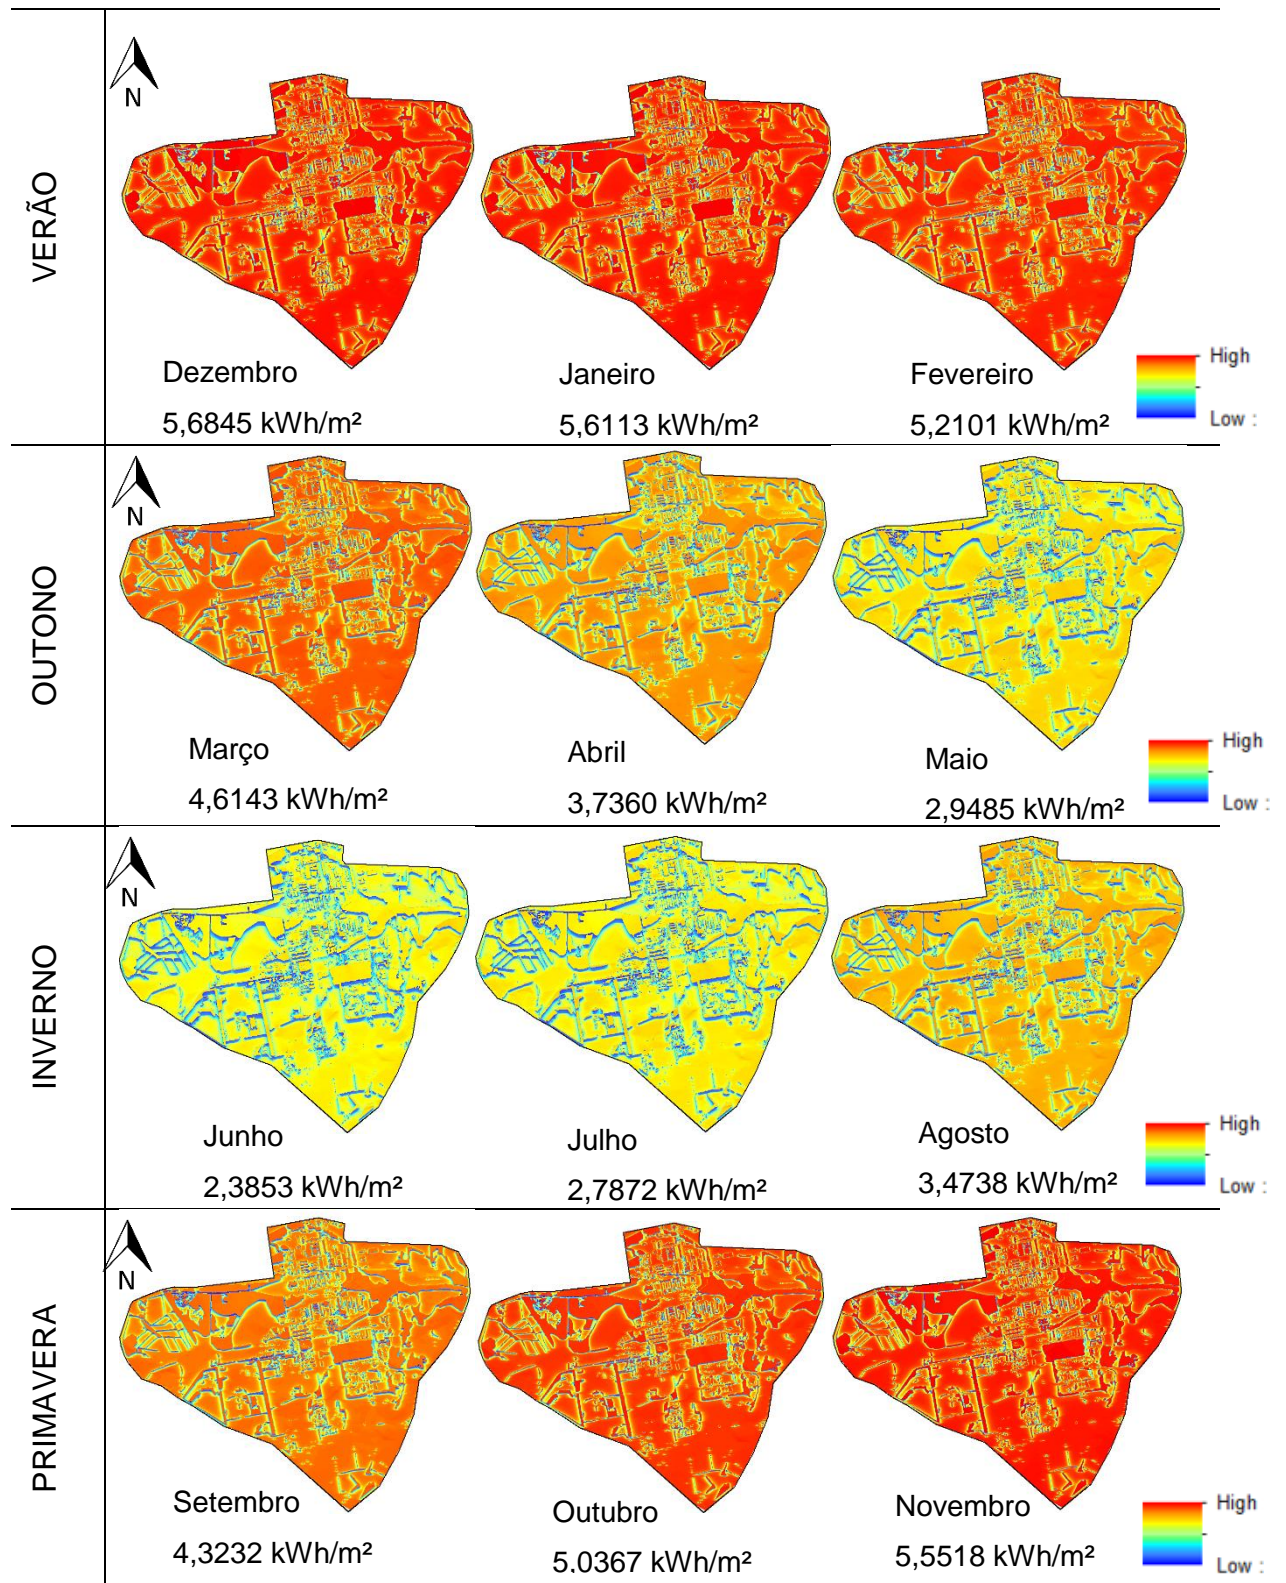 VERÃO
N
Dezembro
5,6845 kWh/m²
Janeiro
5,6113 kWh/m²
Fevereiro
5,2101 kWh/m²
High
Low :
OUTONO
N
Março
4,6143 kWh/m²
Abril
3,7360 kWh/m²
Maio
2,9485 kWh/m²
High
Low :
INVERNO
N
Junho
2,3853 kWh/m²
Julho
2,7872 kWh/m²
Agosto
3,4738 kWh/m²
High
Low :
PRIMAVERA
N
Setembro
4,3232 kWh/m²
Outubro
5,0367 kWh/m²
Novembro
5,5518 kWh/m²
High
Low :